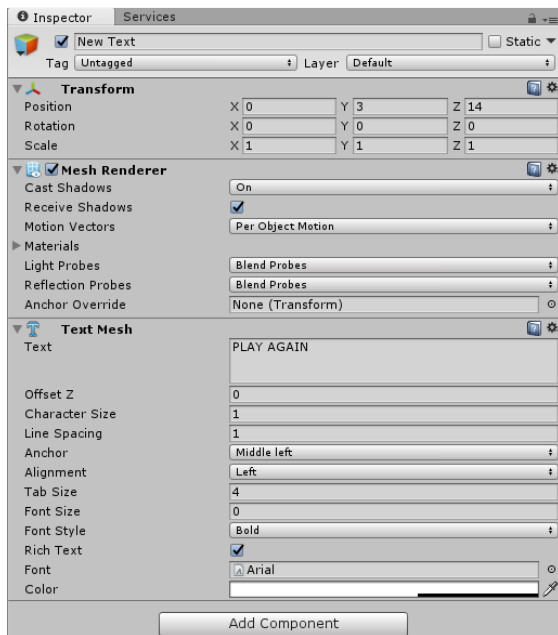 Inspector Services
New Text Static
Tag Untagged Layer Default
Transform
Position X 0 Y 3 Z 14
Rotation X 0 Y 0 Z 0
Scale X 1 Y 1 Z 1
Mesh Renderer
Cast Shadows On
Receive Shadows
Motion Vectors Per Object Motion
Materials
Light Probes Blend Probes
Reflection Probes Blend Probes
Anchor Override None (Transform)
Text Mesh
Text PLAY AGAIN
Offset Z 0
Character Size 1
Line Spacing 1
Anchor Middle left
Alignment Left
Tab Size 4
Font Size 0
Font Style Bold
Rich Text
Font Arial
Color
Add Component